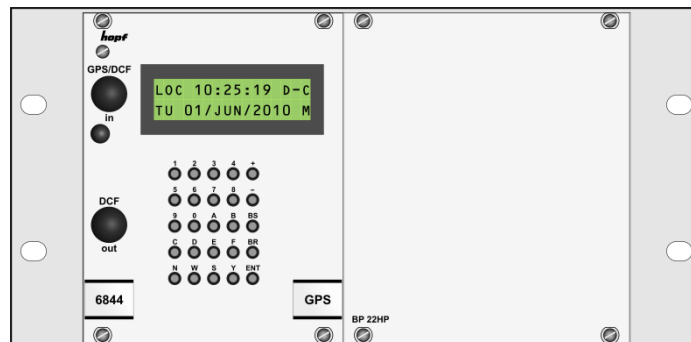 hopf
GPS/DCF
in
LOC 10:25:19 D-C
TU 01/JUN/2010 M
1 2 3 4 +
5 6 7 8 -
9 0 A B BS
C D E F BR
N W S Y ENT
DCF
out
6844
GPS
BP 22HP